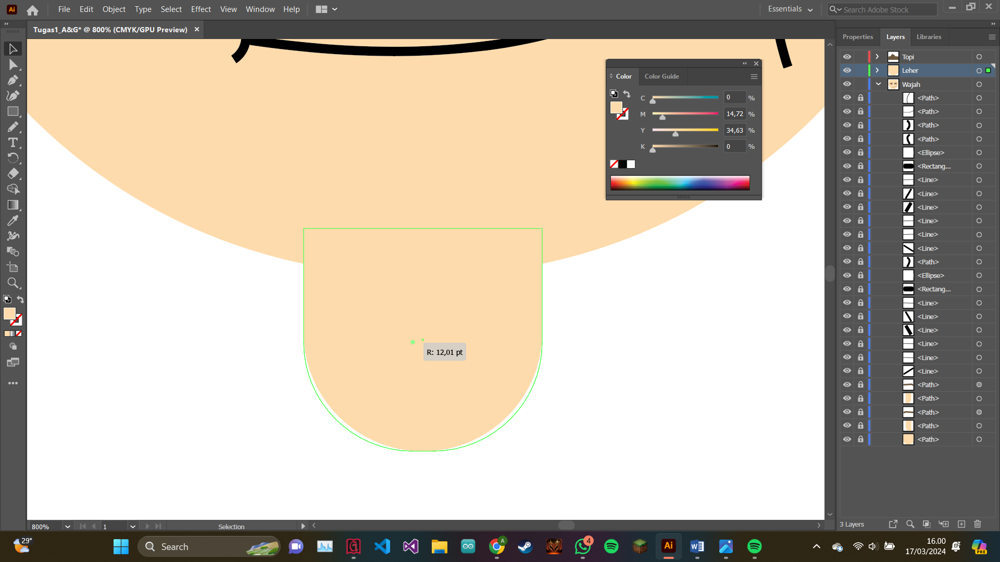 Ai File Edit Object Type Select Effect View Window Help Essentials Search Adobe Stock
Tugas1_A&G* @ 800% (CMYK/GPU Preview)
Properties Layers Libraries
Topi
Leher
Wajah
<Path>
<Path>
<Path>
<Path>
<Ellipse>
<Rectang...
<Line>
<Line>
<Line>
<Line>
<Line>
<Line>
<Path>
<Ellipse>
<Rectang...
<Line>
<Line>
<Line>
<Line>
<Line>
<Line>
<Path>
<Path>
<Path>
<Path>
<Path>
3 Layers
Color Color Guide
C 0 %
M 14,72 %
Y 34,63 %
K 0 %
R: 12,01 pt
800% 1 Selection
29°
Search
A
4
Ai
PRE
16.00
17/03/2024